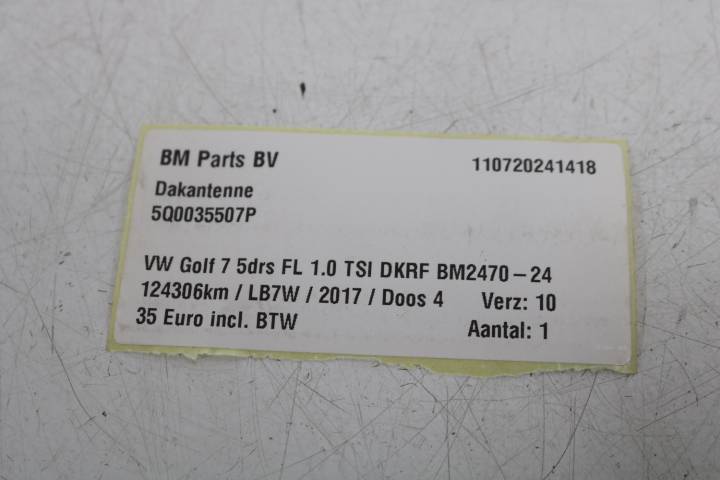 BM Parts BV 110720241418
Dakantenne
5Q0035507P
VW Golf 7 5drs FL 1.0 TSI DKRF BM2470-24
124306km / LB7W / 2017 / Doos 4 Verz: 10
35 Euro incl. BTW Aantal: 1